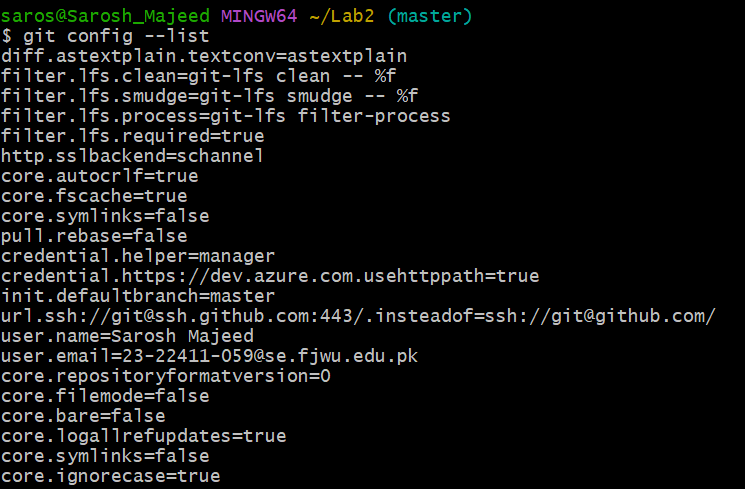 saros@Sarosh_Majeed MINGW64 ~/Lab2 (master)
$ git config --list
diff.astextplain.textconv=astextplain
filter.lfs.clean=git-lfs clean -- %f
filter.lfs.smudge=git-lfs smudge -- %f
filter.lfs.process=git-lfs filter-process
filter.lfs.required=true
http.sslbackend=schannel
core.autocrlf=true
core.fscache=true
core.symlinks=false
pull.rebase=false
credential.helper=manager
credential.https://dev.azure.com.usehttppath=true
init.defaultbranch=master
url.ssh://git@ssh.github.com:443/.insteadof=ssh://git@github.com/
user.name=Sarosh Majeed
user.email=23-22411-059@se.fjwu.edu.pk
core.repositoryformatversion=0
core.filemode=false
core.bare=false
core.logallrefupdates=true
core.symlinks=false
core.ignorecase=true